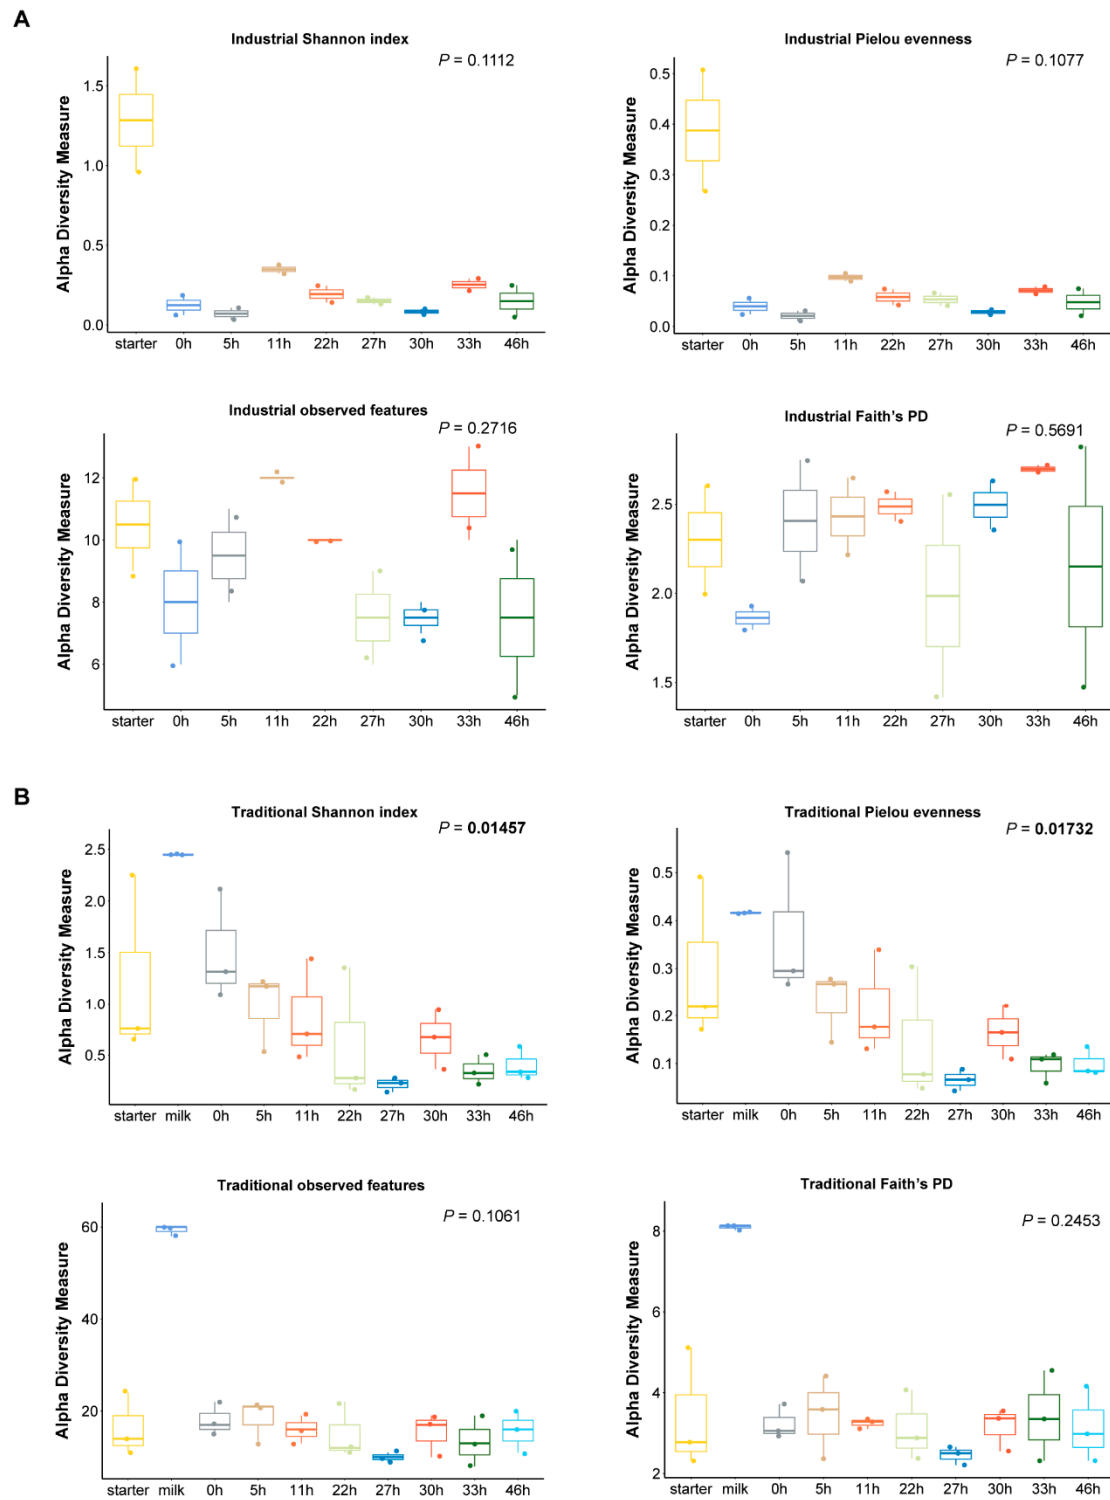 A
Industrial Shannon index
P = 0.1112
Alpha Diversity Measure
1.5
1.0
0.5
0.0
starter 0h 5h 11h 22h 27h 30h 33h 46h
Industrial Pielou evenness
P = 0.1077
Alpha Diversity Measure
0.5
0.4
0.3
0.2
0.1
0.0
starter 0h 5h 11h 22h 27h 30h 33h 46h
Industrial observed features
P = 0.2716
Alpha Diversity Measure
12
10
8
6
starter 0h 5h 11h 22h 27h 30h 33h 46h
Industrial Faith's PD
P = 0.5691
Alpha Diversity Measure
2.5
2.0
1.5
starter 0h 5h 11h 22h 27h 30h 33h 46h
B
Traditional Shannon index
P = 0.01457
Alpha Diversity Measure
2.5
2.0
1.5
1.0
0.5
starter milk 0h 5h 11h 22h 27h 30h 33h 46h
Traditional Pielou evenness
P = 0.01732
Alpha Diversity Measure
0.5
0.4
0.3
0.2
0.1
starter milk 0h 5h 11h 22h 27h 30h 33h 46h
Traditional observed features
P = 0.1061
Alpha Diversity Measure
60
40
20
starter milk 0h 5h 11h 22h 27h 30h 33h 46h
Traditional Faith's PD
P = 0.2453
Alpha Diversity Measure
8
6
4
2
starter milk 0h 5h 11h 22h 27h 30h 33h 46h